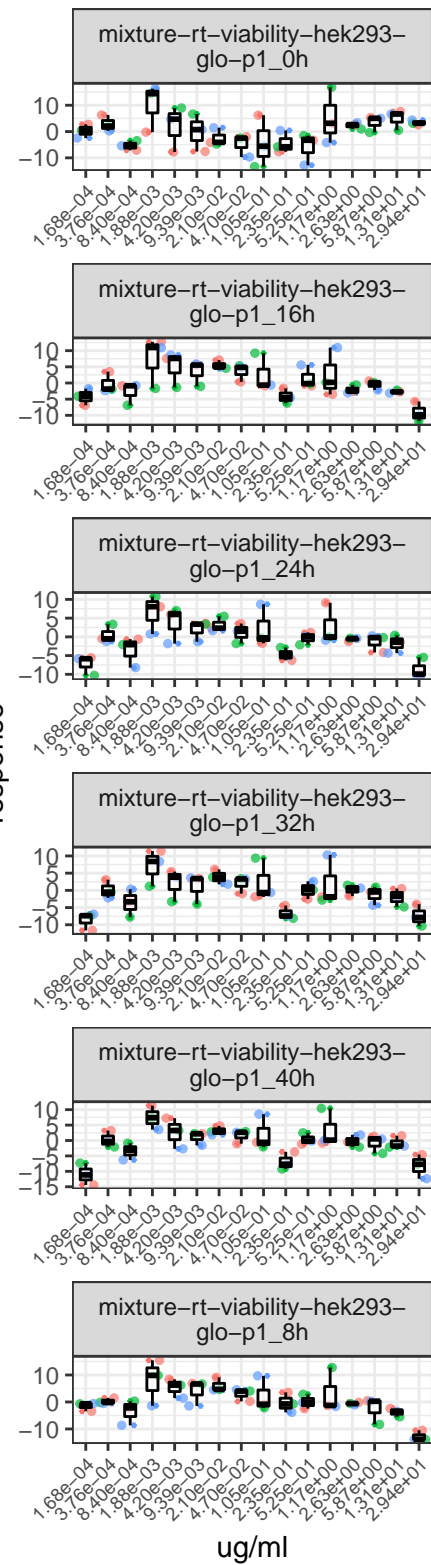 mixture−rt−viability−hek293−
glo−p1_0h
10
0
−10
1.68e−04
3.76e−04
8.40e−04
1.88e−03
4.20e−03
9.39e−03
2.10e−02
4.70e−02
1.05e−01
2.35e−01
5.25e−01
1.17e+00
2.63e+00
5.87e+00
1.31e+01
2.94e+01
mixture−rt−viability−hek293−
glo−p1_16h
10
5
0
−5
−10
1.68e−04
3.76e−04
8.40e−04
1.88e−03
4.20e−03
9.39e−03
2.10e−02
4.70e−02
1.05e−01
2.35e−01
5.25e−01
1.17e+00
2.63e+00
5.87e+00
1.31e+01
2.94e+01
mixture−rt−viability−hek293−
glo−p1_24h
10
5
0
−5
−10
1.68e−04
3.76e−04
8.40e−04
1.88e−03
4.20e−03
9.39e−03
2.10e−02
4.70e−02
1.05e−01
2.35e−01
5.25e−01
1.17e+00
2.63e+00
5.87e+00
1.31e+01
2.94e+01
mixture−rt−viability−hek293−
glo−p1_32h
10
5
0
−5
−10
1.68e−04
3.76e−04
8.40e−04
1.88e−03
4.20e−03
9.39e−03
2.10e−02
4.70e−02
1.05e−01
2.35e−01
5.25e−01
1.17e+00
2.63e+00
5.87e+00
1.31e+01
2.94e+01
mixture−rt−viability−hek293−
glo−p1_40h
10
5
0
−5
−10
−15
1.68e−04
3.76e−04
8.40e−04
1.88e−03
4.20e−03
9.39e−03
2.10e−02
4.70e−02
1.05e−01
2.35e−01
5.25e−01
1.17e+00
2.63e+00
5.87e+00
1.31e+01
2.94e+01
mixture−rt−viability−hek293−
glo−p1_8h
10
0
−10
1.68e−04
3.76e−04
8.40e−04
1.88e−03
4.20e−03
9.39e−03
2.10e−02
4.70e−02
1.05e−01
2.35e−01
5.25e−01
1.17e+00
2.63e+00
5.87e+00
1.31e+01
2.94e+01
ug/ml